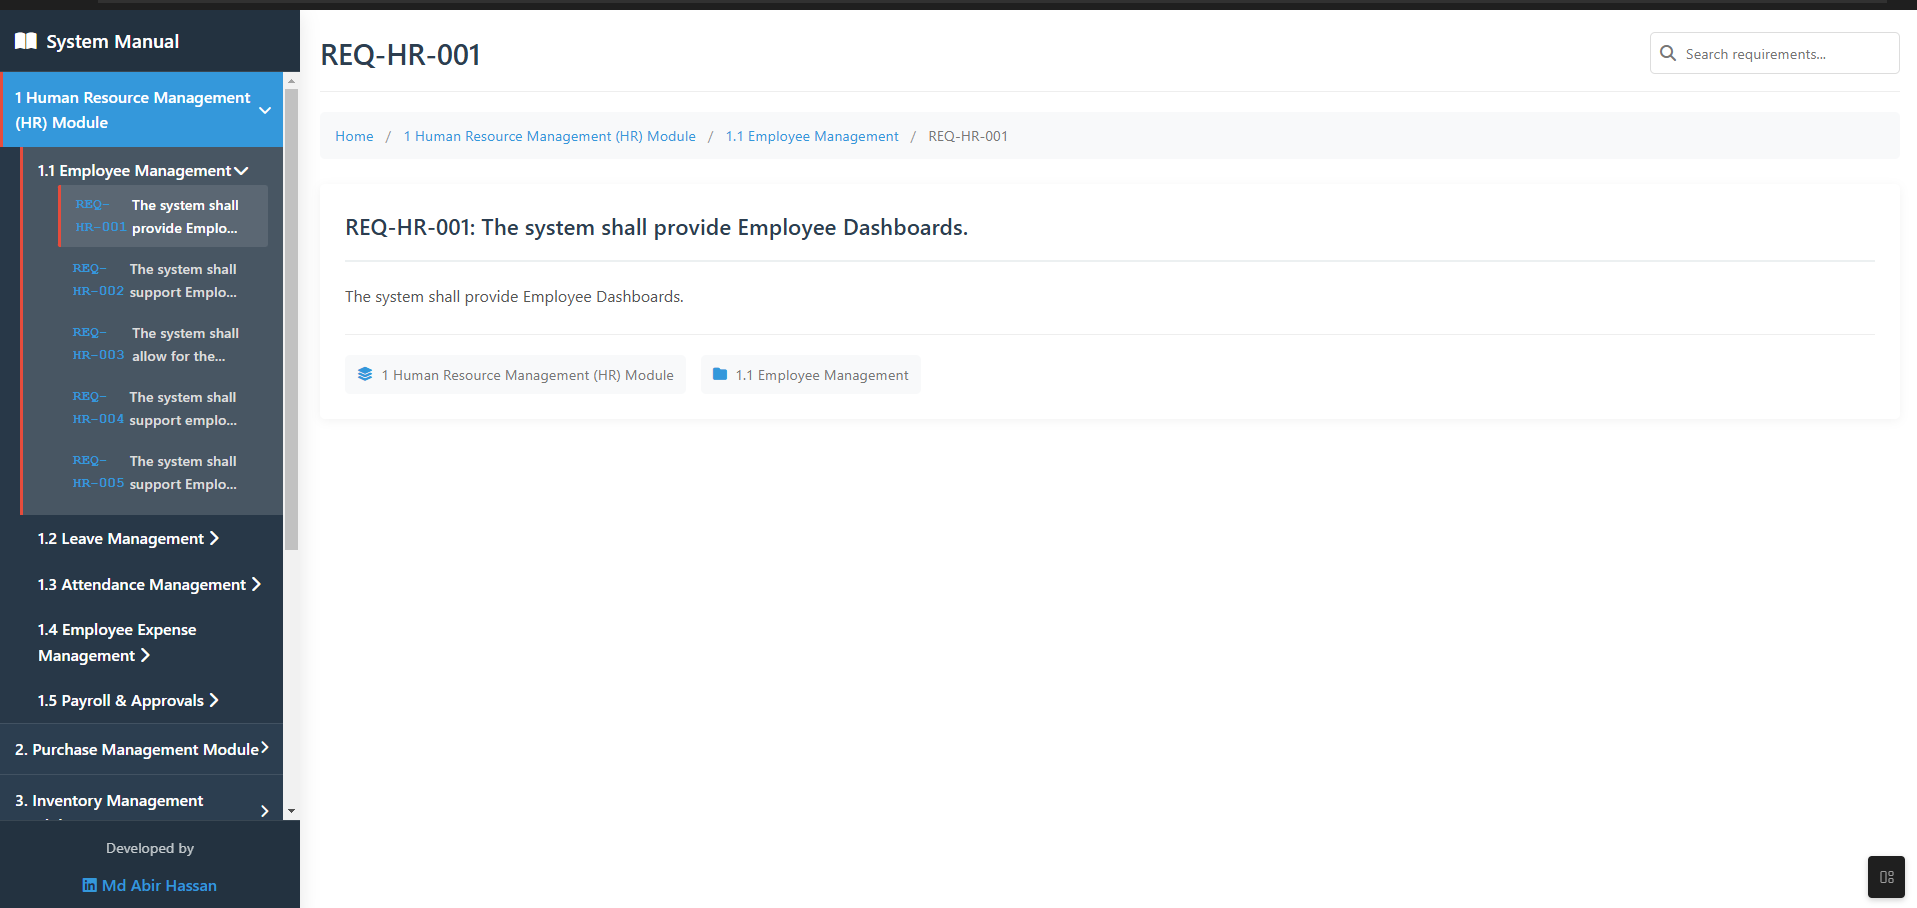 System Manual
1 Human Resource Management
(HR) Module
1.1 Employee Management
REQ-
HR-001
The system shall
provide Emplo...
REQ-
HR-002
The system shall
support Emplo...
REQ-
HR-003
The system shall
allow for the...
REQ-
HR-004
The system shall
support emplo...
REQ-
HR-005
The system shall
support Emplo...
1.2 Leave Management
1.3 Attendance Management
1.4 Employee Expense
Management
1.5 Payroll & Approvals
2. Purchase Management Module
3. Inventory Management
Developed by
Md Abir Hassan
REQ-HR-001
Search requirements...
Home / 1 Human Resource Management (HR) Module / 1.1 Employee Management / REQ-HR-001
REQ-HR-001: The system shall provide Employee Dashboards.
The system shall provide Employee Dashboards.
1 Human Resource Management (HR) Module
1.1 Employee Management